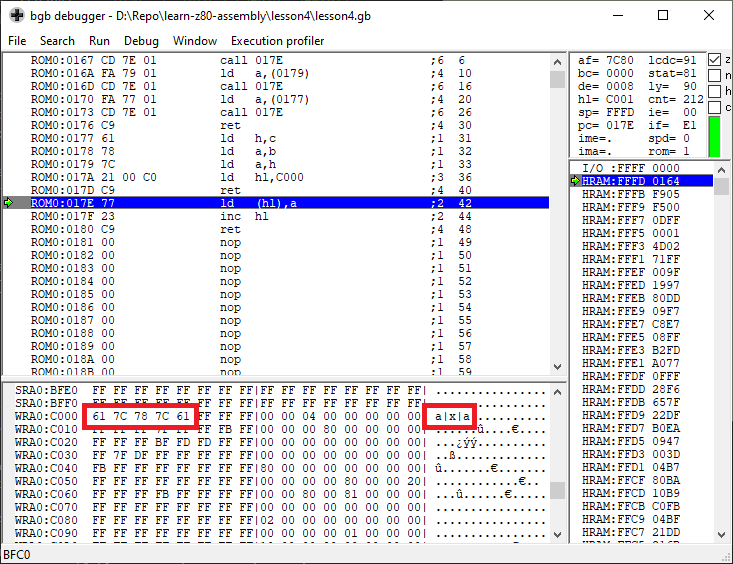 bgb debugger - D:\Repo\learn-z80-assembly\lesson4\lesson4.gb
File Search Run Debug Window Execution profiler
ROM0:0167 CD 7E 01 call 017E ;6 6
ROM0:016A FA 79 01 ld a,(0179) ;4 10
ROM0:016D CD 7E 01 call 017E ;6 16
ROM0:0170 FA 77 01 ld a,(0177) ;4 20
ROM0:0173 CD 7E 01 call 017E ;6 26
ROM0:0176 C9 ret ;4 30
ROM0:0177 61 ld h,c ;1 31
ROM0:0178 78 ld a,b ;1 32
ROM0:0179 7C ld a,h ;1 33
ROM0:017A 21 00 C0 ld hl,C000 ;3 36
ROM0:017D C9 ret ;4 40
ROM0:017E 77 ld (hl),a ;2 42
ROM0:017F 23 inc hl ;2 44
ROM0:0180 C9 ret ;4 48
ROM0:0181 00 nop ;1 49
ROM0:0182 00 nop ;1 50
ROM0:0183 00 nop ;1 51
ROM0:0184 00 nop ;1 52
ROM0:0185 00 nop ;1 53
ROM0:0186 00 nop ;1 54
ROM0:0187 00 nop ;1 55
ROM0:0188 00 nop ;1 56
ROM0:0189 00 nop ;1 57
ROM0:018A 00 nop ;1 58
ROM0:018B 00 nop ;1 59
af= 7C80 lcdc=91
bc= 0000 stat=81
de= 0008 ly= 90
hl= C001 cnt= 212
sp= FFFD ie= 00
pc= 017E if= E1
ime=. spd= 0
ima=. rom= 1
z
n
h
c
I/O :FFFF 0000
HRAM:FFFD 0164
HRAM:FFFB F905
HRAM:FFF9 F500
HRAM:FFF7 0DFF
HRAM:FFF5 0001
HRAM:FFF3 4D02
HRAM:FFF1 71FF
HRAM:FFEF 009F
HRAM:FFED 1997
HRAM:FFEB 80DD
HRAM:FFE9 09F7
HRAM:FFE7 C8E7
HRAM:FFE5 08FF
HRAM:FFE3 B2FD
HRAM:FFE1 A077
HRAM:FFDF 0FFF
HRAM:FFDD 28F6
HRAM:FFDB 657F
HRAM:FFD9 22DF
HRAM:FFD7 B0EA
HRAM:FFD5 0947
HRAM:FFD3 003D
HRAM:FFD1 04B7
HRAM:FFCF 80BA
HRAM:FFCD 10B9
HRAM:FFCB C0FB
HRAM:FFC9 04BF
HRAM:FFC7 21DD
SRA0:BFE0 FF FF FF FF FF FF FF FF|FF FF FF FF FF FF FF FF|................
SRA0:BFF0 FF FF FF FF FF FF FF FF|FF FF FF FF FF FF FF FF|
WRA0:C000 61 7C 78 7C 61 FF FF FF|00 00 04 00 00 00 00 00|a|x|a...........
WRA0:C010 FF FB FF|00 00 00 80 00 00 00 00|.....û....€....
WRA0:C020 FF FF FF FF BF FD FD FF|00 00 00 00 00 00 00 00|....¿ýý.........
WRA0:C030 FF 7F DF FF FF FF FF FF|00 00 00 00 00 00 00 00|..ß.............
WRA0:C040 FB FF FF FF FF FF FF FF|80 00 00 00 00 00 00 00|û.......€.......
WRA0:C050 FF FF FF FF FF FF FF FF|00 00 00 00 00 80 00 20|.............€.
WRA0:C060 FF FF FF FB FF FF FF FF|00 00 80 00 81 00 00 00|...û......€.....
WRA0:C070 FF FF FF FF FF FF FF FF|00 00 00 00 00 00 00 00|................
WRA0:C080 FF FF FF FF FF FF FF FF|02 00 00 00 00 00 00 00|................
WRA0:C090 FF FF FF FF FF FF FF FF|00 00 00 00 01 00 00 00|................
BFC0